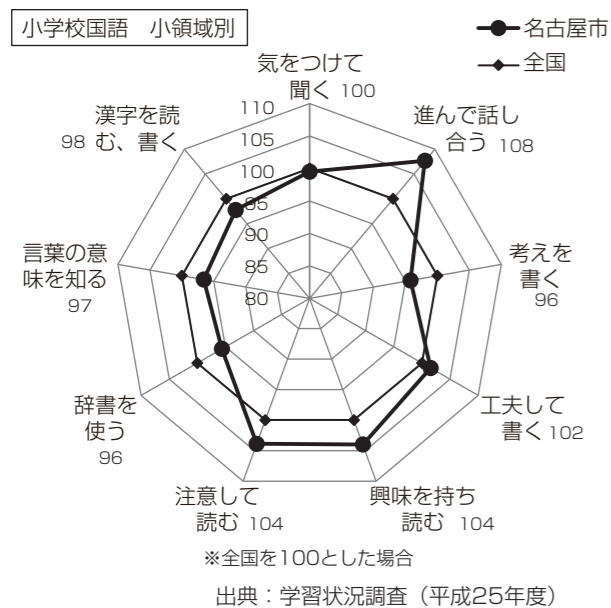 小学校国語　小領域別
名古屋市
全国
気をつけて
聞く 100
進んで話し
合う 108
考えを
書く
96
工夫して
書く 102
興味を持ち
読む 104
注意して
読む 104
辞書を
使う
96
言葉の意
味を知る
97
漢字を読
98 む、書く
110
105
100
95
90
85
80
※全国を100とした場合
出典：学習状況調査（平成25年度）